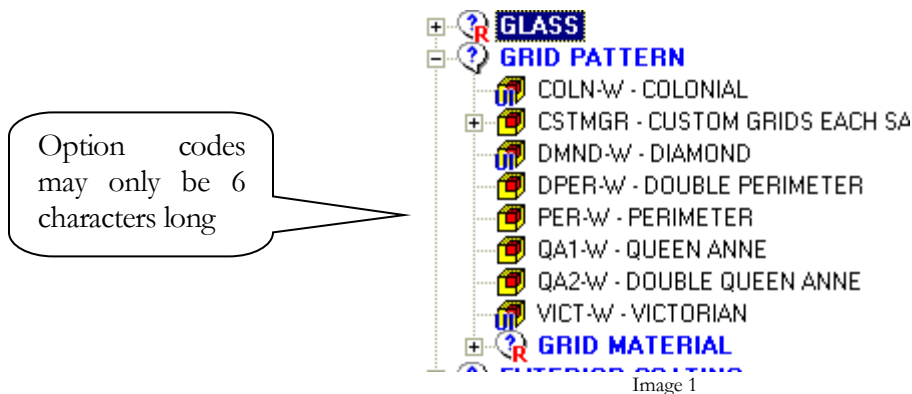 GLASS
GRID PATTERN
COLN-W - COLONIAL
CSTMGR - CUSTOM GRIDS EACH SA
DMND-W - DIAMOND
DPER-W - DOUBLE PERIMETER
PER-W - PERIMETER
QA1-W - QUEEN ANNE
QA2-W - DOUBLE QUEEN ANNE
VICT-W - VICTORIAN
GRID MATERIAL
Option codes
may only be 6
characters long
Image 1